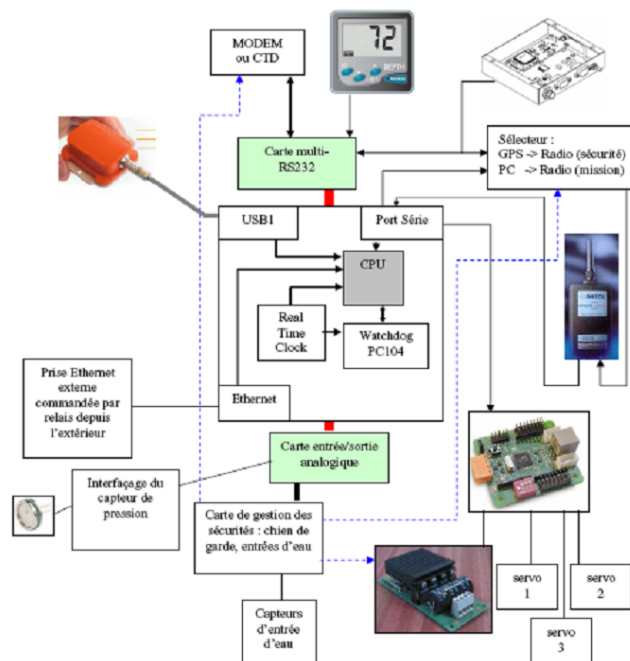 MODEM
ou CTD
72
DEPTH
Carte multi-
RS232
Sélecteur :
GPS -> Radio (sécurité)
PC -> Radio (mission)
USB1
Port Série
CPU
Real
Time
Clock
Watchdog
PC104
Prise Ethernet
externe
commandée par
relais depuis
l'extérieur
Ethernet
Carte entrée/sortie
analogique
Interfaçage du
capteur de
pression
Carte de gestion des
sécurités : chien de
garde, entrées d'eau
Capteurs
d'entrée
d'eau
servo
1
servo
2
servo
3